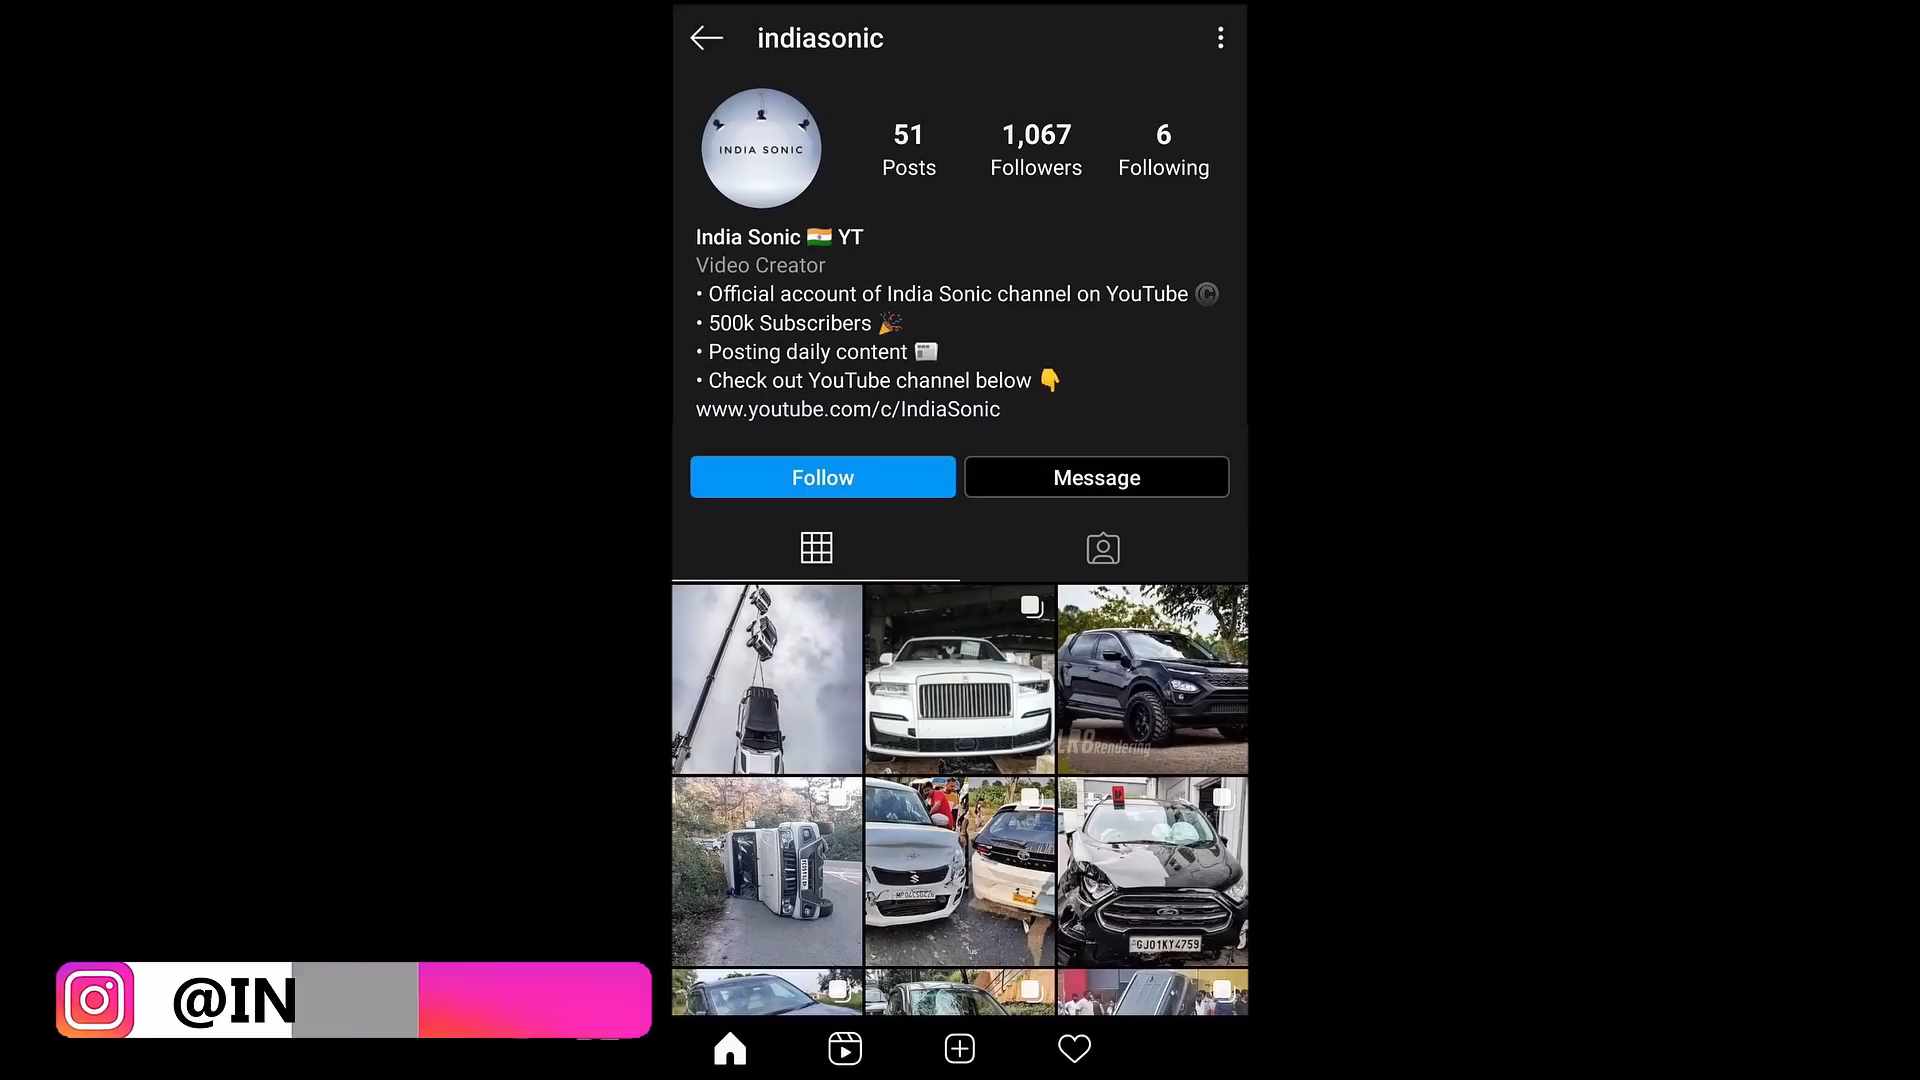 indiasonic
INDIA SONIC
51
1,067
6
Posts
Followers
Following
India Sonic 🇮🇳 YT
Video Creator
• Official account of India Sonic channel on YouTube ©
• 500k Subscribers 🎉
• Posting daily content 📰
• Check out YouTube channel below 👇
www.youtube.com/c/IndiaSonic
Follow
Message
LR8Rendering
GJ01KY4759
@IN